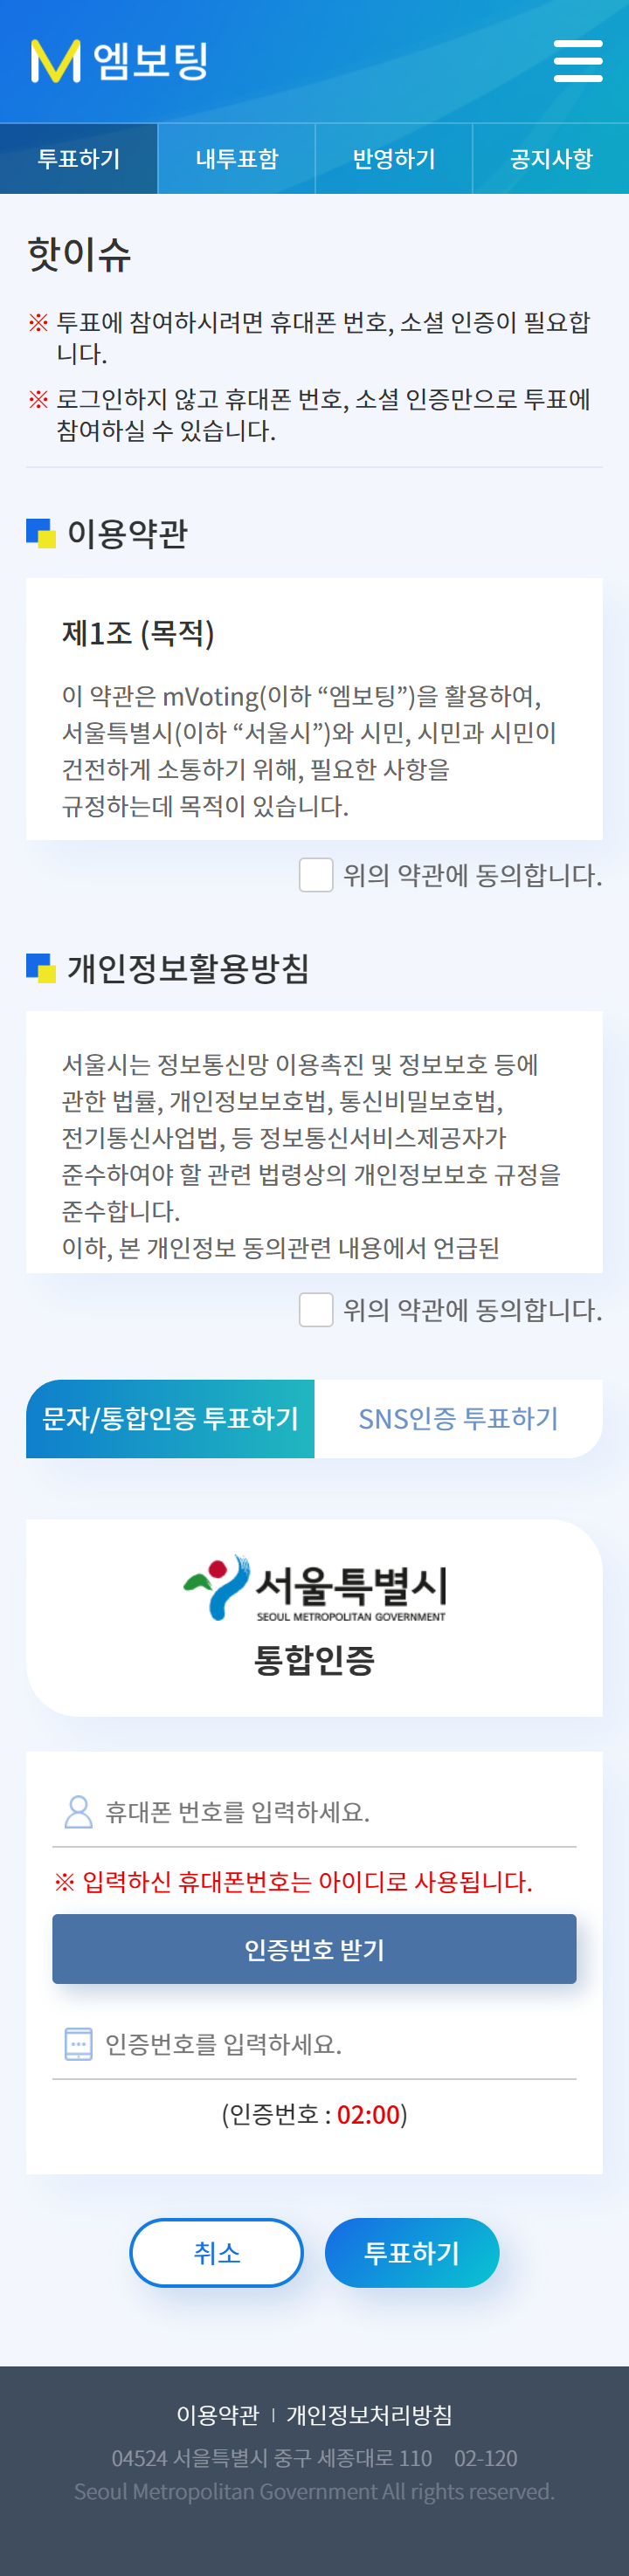 엠보팅
투표하기
내투표함
반영하기
공지사항
핫이슈
※ 투표에 참여하시려면 휴대폰 번호, 소셜 인증이 필요합
니다.
※ 로그인하지 않고 휴대폰 번호, 소셜 인증만으로 투표에
참여하실 수 있습니다.
이용약관
제1조 (목적)
이 약관은 mVoting(이하 “엠보팅”)을 활용하여,
서울특별시(이하 “서울시”)와 시민, 시민과 시민이
건전하게 소통하기 위해, 필요한 사항을
규정하는데 목적이 있습니다.
위의 약관에 동의합니다.
개인정보활용방침
서울시는 정보통신망 이용촉진 및 정보보호 등에
관한 법률, 개인정보보호법, 통신비밀보호법,
전기통신사업법, 등 정보통신서비스제공자가
준수하여야 할 관련 법령상의 개인정보보호 규정을
준수합니다.
이하, 본 개인정보 동의관련 내용에서 언급된
위의 약관에 동의합니다.
문자/통합인증 투표하기
SNS인증 투표하기
서울특별시
SEOUL METROPOLITAN GOVERNMENT
통합인증
휴대폰 번호를 입력하세요.
※ 입력하신 휴대폰번호는 아이디로 사용됩니다.
인증번호 받기
인증번호를 입력하세요.
(인증번호 : 02:00)
취소
투표하기
이용약관 | 개인정보처리방침
04524 서을특별시 중구 세종대로 110 02-120
Seoul Metropolitan Government All rights reserved.